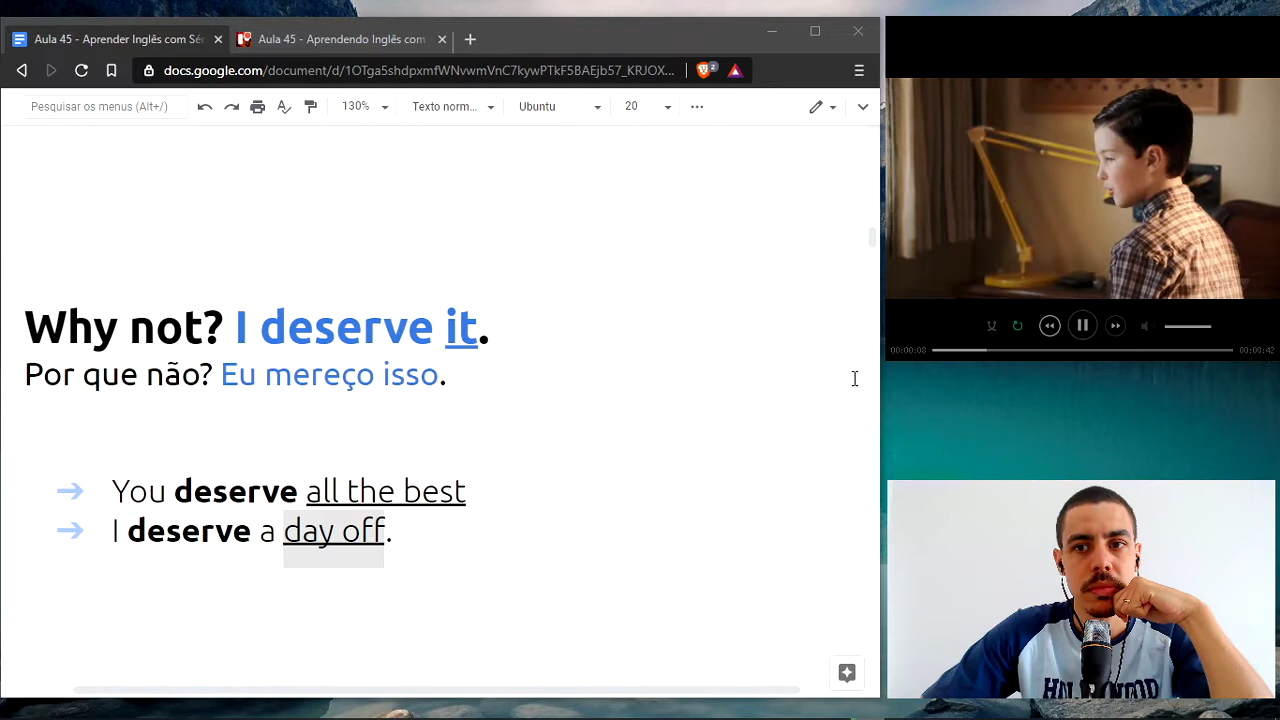 Aula 45 - Aprender Inglês com Sér
Aula 45 - Aprendendo Inglês com
docs.google.com/document/d/1OTga5shdpxmfWNvwmVnC7kywPTkF5BAEjb57_KRJOX...
2
Pesquisar os menus (Alt+/)
130%
Texto norm...
Ubuntu
20
Why not? I deserve it.
Por que não? Eu mereço isso.
➔ You deserve all the best
➔ I deserve a day off.
00:00:08
00:00:42